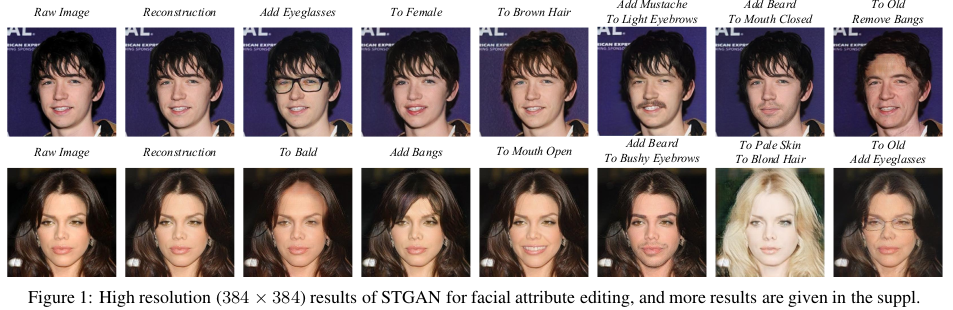 Raw Image
Reconstruction
Add Eyeglasses
To Female
To Brown Hair
Add Mustache
To Light Eyebrows
Add Beard
To Mouth Closed
To Old
Remove Bangs
Raw Image
Reconstruction
To Bald
Add Bangs
To Mouth Open
Add Beard
To Bushy Eyebrows
To Pale Skin
To Blond Hair
To Old
Add Eyeglasses
Figure 1: High resolution (384 × 384) results of STGAN for facial attribute editing, and more results are given in the suppl.